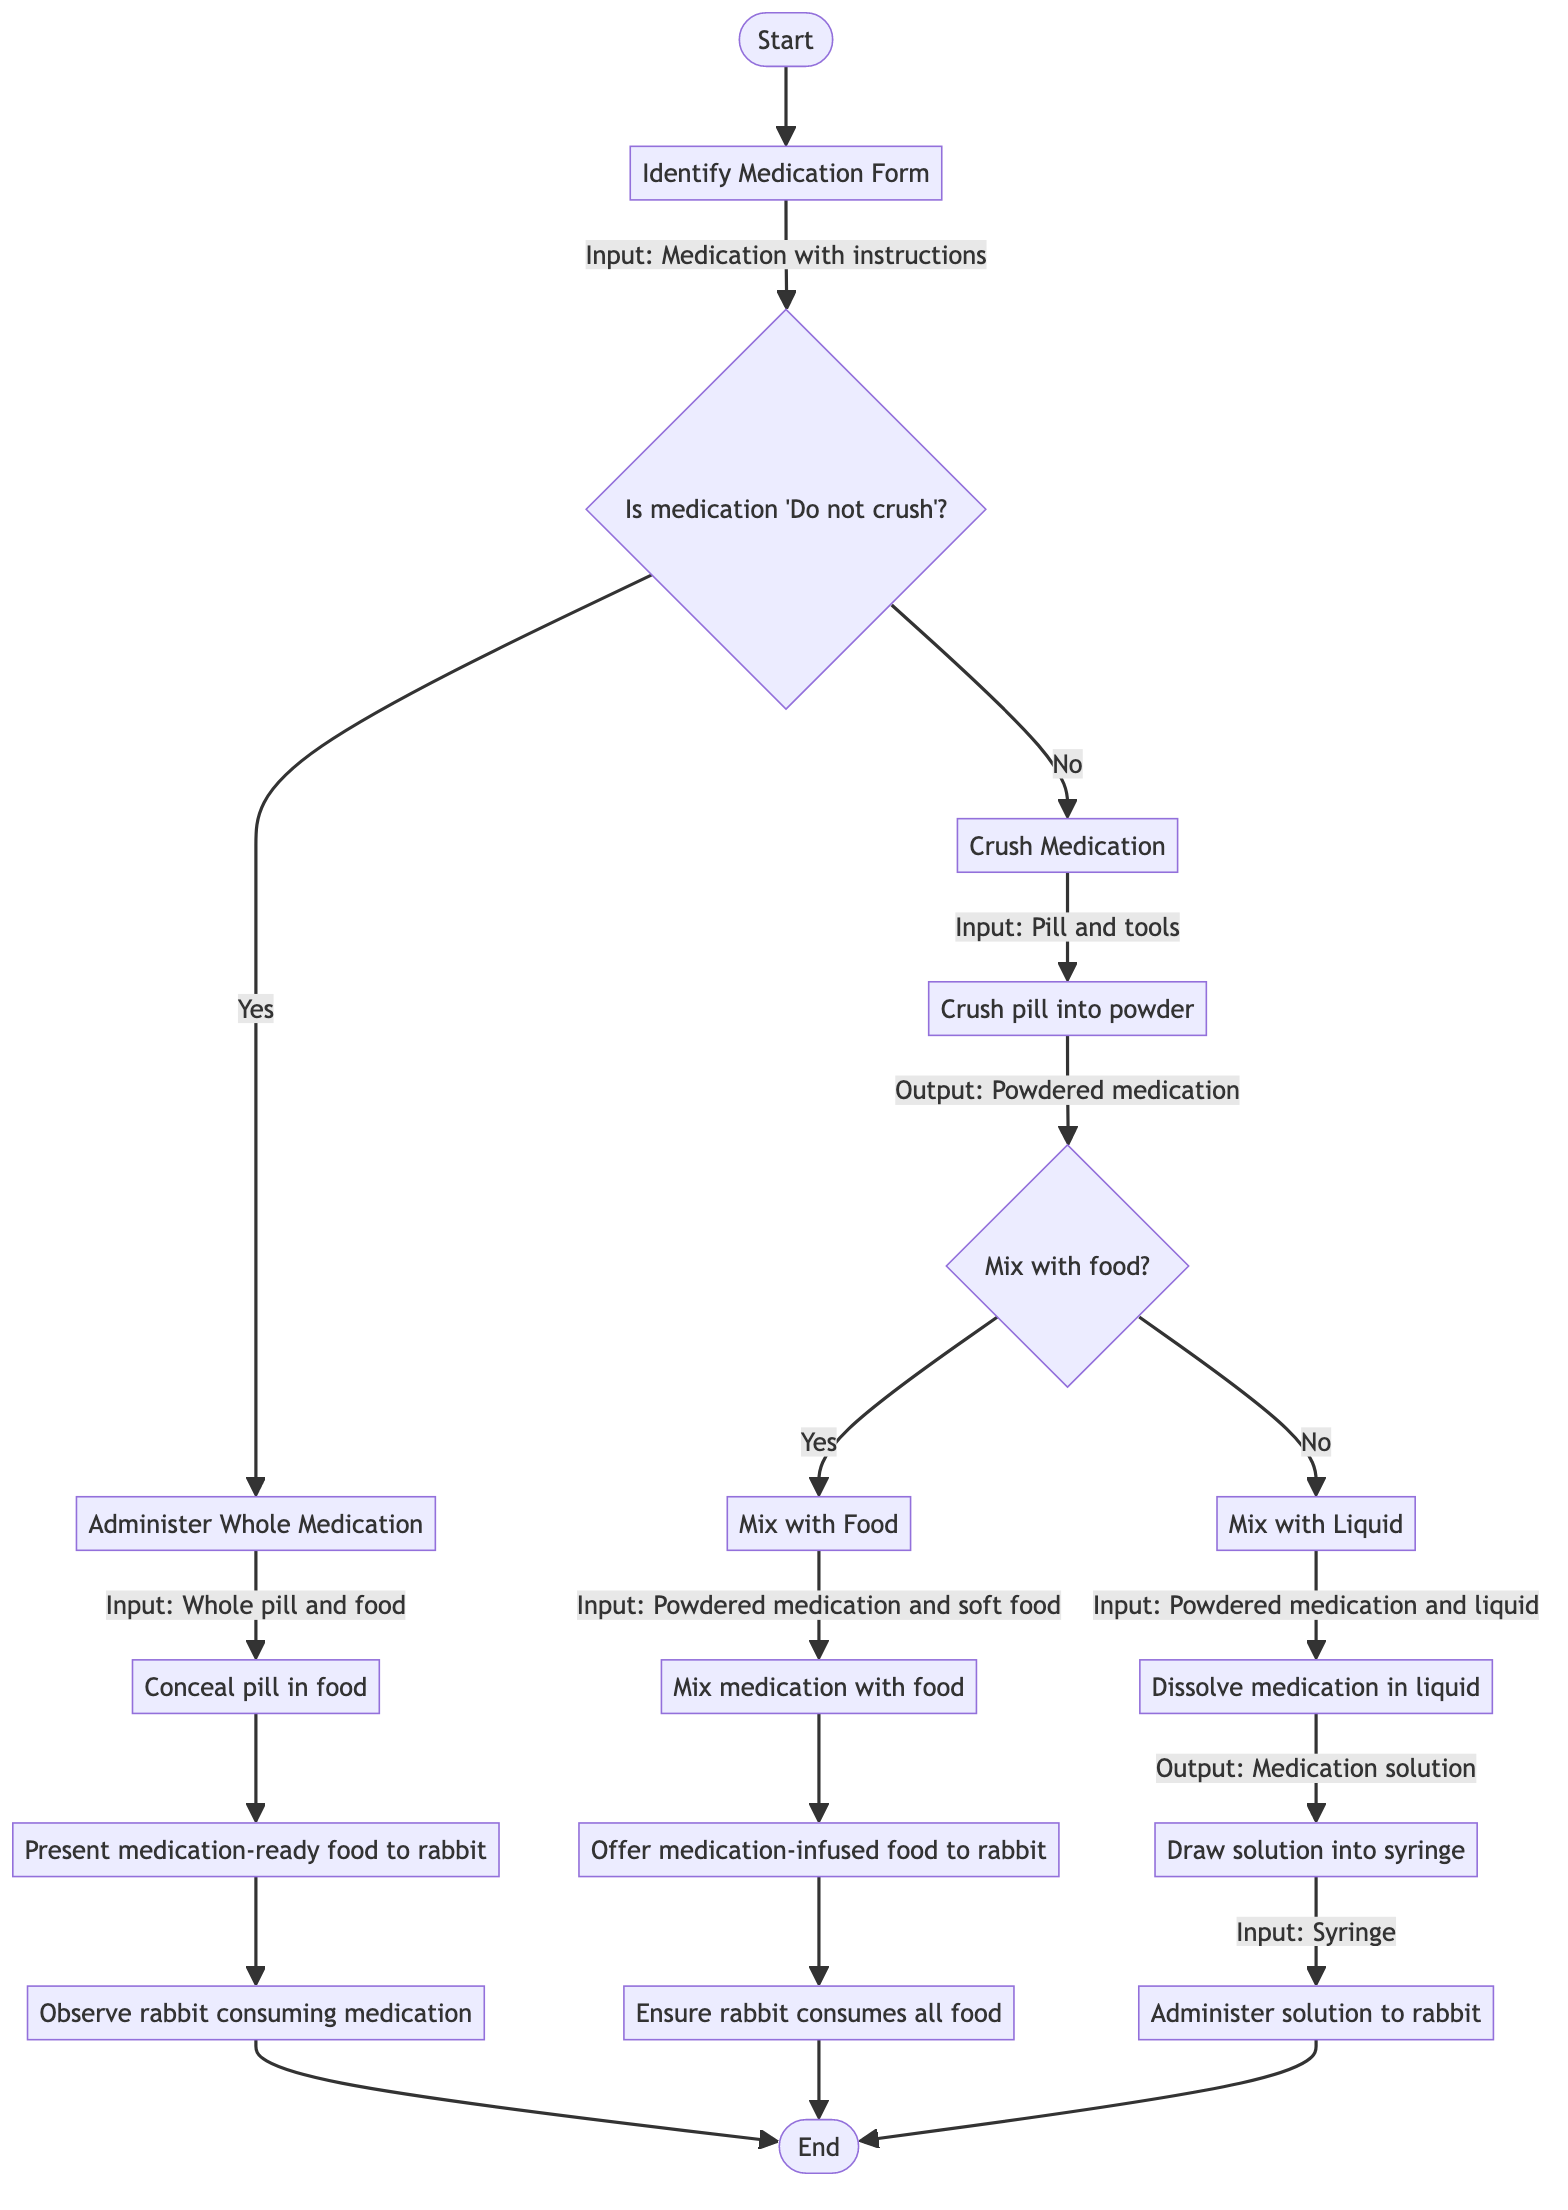 Start
Identify Medication Form
Input: Medication with instructions
Is medication 'Do not crush'?
No
Crush Medication
Input: Pill and tools
Yes
Crush pill into powder
Output: Powdered medication
Mix with food?
Yes
No
Administer Whole Medication
Mix with Food
Mix with Liquid
Input: Whole pill and food
Input: Powdered medication and soft food
Input: Powdered medication and liquid
Conceal pill in food
Mix medication with food
Dissolve medication in liquid
Output: Medication solution
Present medication-ready food to rabbit
Offer medication-infused food to rabbit
Draw solution into syringe
Input: Syringe
Observe rabbit consuming medication
Ensure rabbit consumes all food
Administer solution to rabbit
End